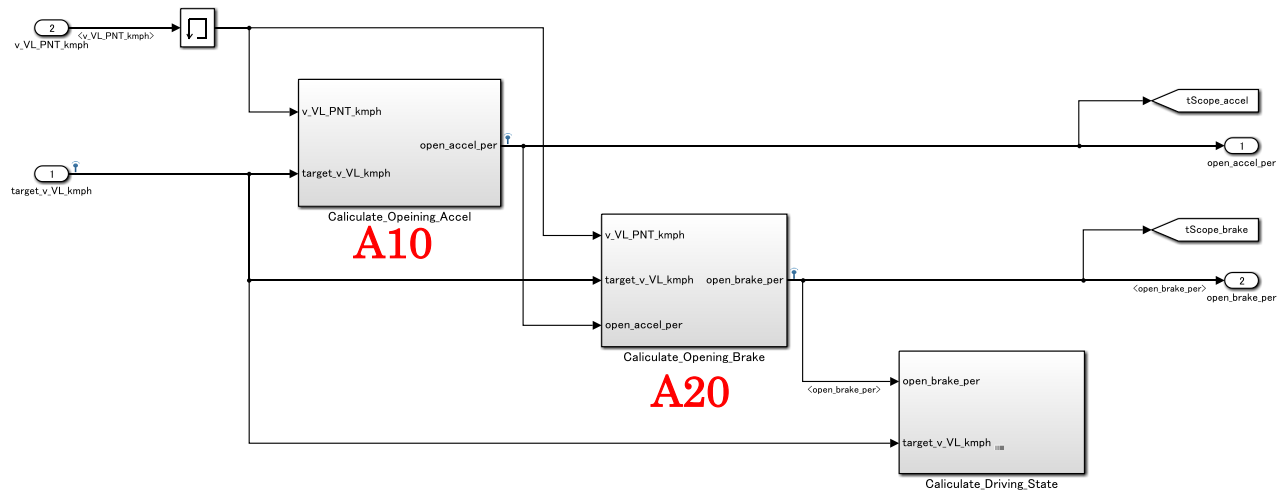 2
v_VL_PNT_kmph
<v_VL_PNT_kmph>
v_VL_PNT_kmph
open_accel_per
target_v_VL_kmph
Caliculate_Opeining_Accel
A10
1
target_v_VL_kmph
tScope_accel
1
open_accel_per
v_VL_PNT_kmph
target_v_VL_kmph
open_brake_per
open_accel_per
Caliculate_Opening_Brake
A20
tScope_brake
<open_brake_per>
2
open_brake_per
<open_brake_per>
open_brake_per
target_v_VL_kmph
Caliculate_Driving_State